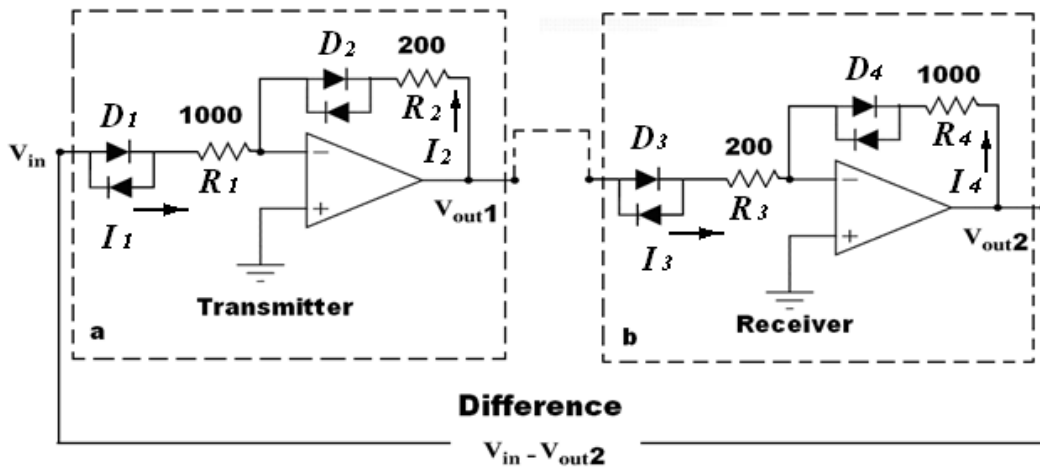 D2
200
D4
1000
D1
1000
R2
D3
200
R4
Vin
−
I2
−
R1
R3
I4
+
Vout1
+
Vout2
I1
I3
Transmitter
Receiver
a
b
Difference
Vin - Vout2